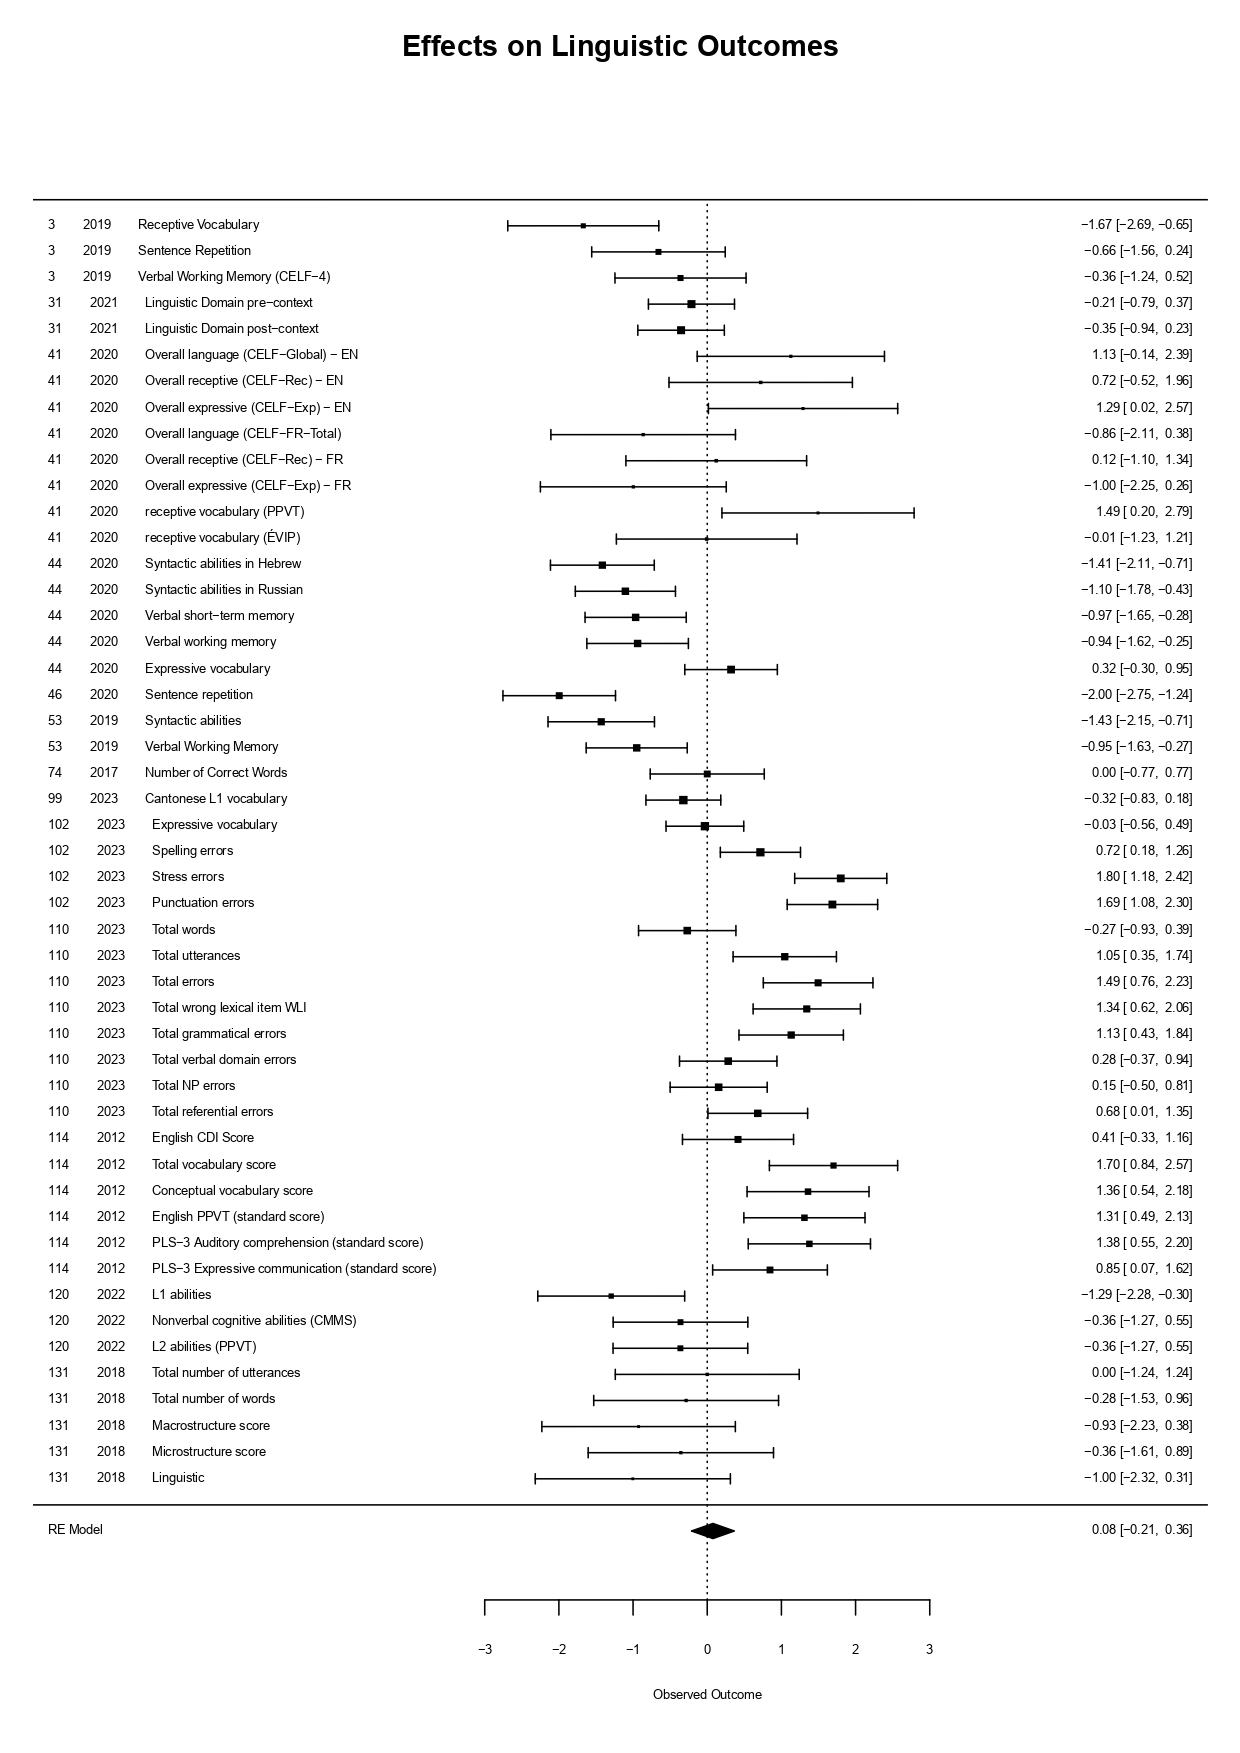 Effects on Linguistic Outcomes
3 2019 Receptive Vocabulary −1.67 [−2.69, −0.65]
3 2019 Sentence Repetition −0.66 [−1.56, 0.24]
3 2019 Verbal Working Memory (CELF−4) −0.36 [−1.24, 0.52]
31 2021 Linguistic Domain pre−context −0.21 [−0.79, 0.37]
31 2021 Linguistic Domain post−context −0.35 [−0.94, 0.23]
41 2020 Overall language (CELF−Global) − EN 1.13 [−0.14, 2.39]
41 2020 Overall receptive (CELF−Rec) − EN 0.72 [−0.52, 1.96]
41 2020 Overall expressive (CELF−Exp) − EN 1.29 [ 0.02, 2.57]
41 2020 Overall language (CELF−FR−Total) −0.86 [−2.11, 0.38]
41 2020 Overall receptive (CELF−Rec) − FR 0.12 [−1.10, 1.34]
41 2020 Overall expressive (CELF−Exp) − FR −1.00 [−2.25, 0.26]
41 2020 receptive vocabulary (PPVT) 1.49 [ 0.20, 2.79]
41 2020 receptive vocabulary (ÉVIP) −0.01 [−1.23, 1.21]
44 2020 Syntactic abilities in Hebrew −1.41 [−2.11, −0.71]
44 2020 Syntactic abilities in Russian −1.10 [−1.78, −0.43]
44 2020 Verbal short−term memory −0.97 [−1.65, −0.28]
44 2020 Verbal working memory −0.94 [−1.62, −0.25]
44 2020 Expressive vocabulary 0.32 [−0.30, 0.95]
46 2020 Sentence repetition −2.00 [−2.75, −1.24]
53 2019 Syntactic abilities −1.43 [−2.15, −0.71]
53 2019 Verbal Working Memory −0.95 [−1.63, −0.27]
74 2017 Number of Correct Words 0.00 [−0.77, 0.77]
99 2023 Cantonese L1 vocabulary −0.32 [−0.83, 0.18]
102 2023 Expressive vocabulary −0.03 [−0.56, 0.49]
102 2023 Spelling errors 0.72 [ 0.18, 1.26]
102 2023 Stress errors 1.80 [ 1.18, 2.42]
102 2023 Punctuation errors 1.69 [ 1.08, 2.30]
110 2023 Total words −0.27 [−0.93, 0.39]
110 2023 Total utterances 1.05 [ 0.35, 1.74]
110 2023 Total errors 1.49 [ 0.76, 2.23]
110 2023 Total wrong lexical item WLI 1.34 [ 0.62, 2.06]
110 2023 Total grammatical errors 1.13 [ 0.43, 1.84]
110 2023 Total verbal domain errors 0.28 [−0.37, 0.94]
110 2023 Total NP errors 0.15 [−0.50, 0.81]
110 2023 Total referential errors 0.68 [ 0.01, 1.35]
114 2012 English CDI Score 0.41 [−0.33, 1.16]
114 2012 Total vocabulary score 1.70 [ 0.84, 2.57]
114 2012 Conceptual vocabulary score 1.36 [ 0.54, 2.18]
114 2012 English PPVT (standard score) 1.31 [ 0.49, 2.13]
114 2012 PLS−3 Auditory comprehension (standard score) 1.38 [ 0.55, 2.20]
114 2012 PLS−3 Expressive communication (standard score) 0.85 [ 0.07, 1.62]
120 2022 L1 abilities −1.29 [−2.28, −0.30]
120 2022 Nonverbal cognitive abilities (CMMS) −0.36 [−1.27, 0.55]
120 2022 L2 abilities (PPVT) −0.36 [−1.27, 0.55]
131 2018 Total number of utterances 0.00 [−1.24, 1.24]
131 2018 Total number of words −0.28 [−1.53, 0.96]
131 2018 Macrostructure score −0.93 [−2.23, 0.38]
131 2018 Microstructure score −0.36 [−1.61, 0.89]
131 2018 Linguistic −1.00 [−2.32, 0.31]
RE Model 0.08 [−0.21, 0.36]
−3 −2 −1 0 1 2 3
Observed Outcome